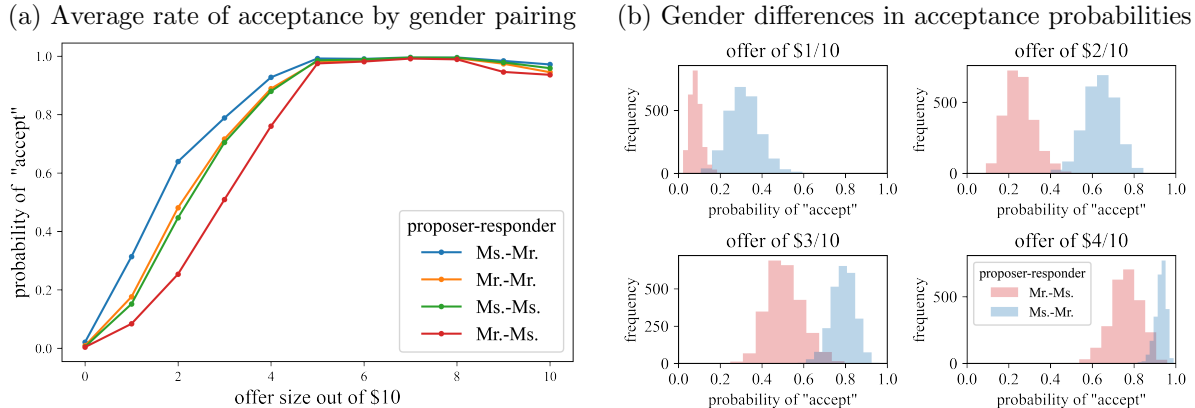 (a) Average rate of acceptance by gender pairing
probability of "accept"
1.0
0.8
0.6
0.4
0.2
0.0
proposer-responder
Ms.-Mr.
Mr.-Mr.
Ms.-Ms.
Mr.-Ms.
0 2 4 6 8 10
offer size out of $10
(b) Gender differences in acceptance probabilities
offer of $1/10
frequency
500
0
0.0 0.2 0.4 0.6 0.8 1.0
probability of "accept"
offer of $2/10
frequency
500
0
0.0 0.2 0.4 0.6 0.8 1.0
probability of "accept"
offer of $3/10
frequency
500
250
0
0.0 0.2 0.4 0.6 0.8 1.0
probability of "accept"
offer of $4/10
frequency
500
0
proposer-responder
Mr.-Ms.
Ms.-Mr.
0.0 0.2 0.4 0.6 0.8 1.0
probability of "accept"